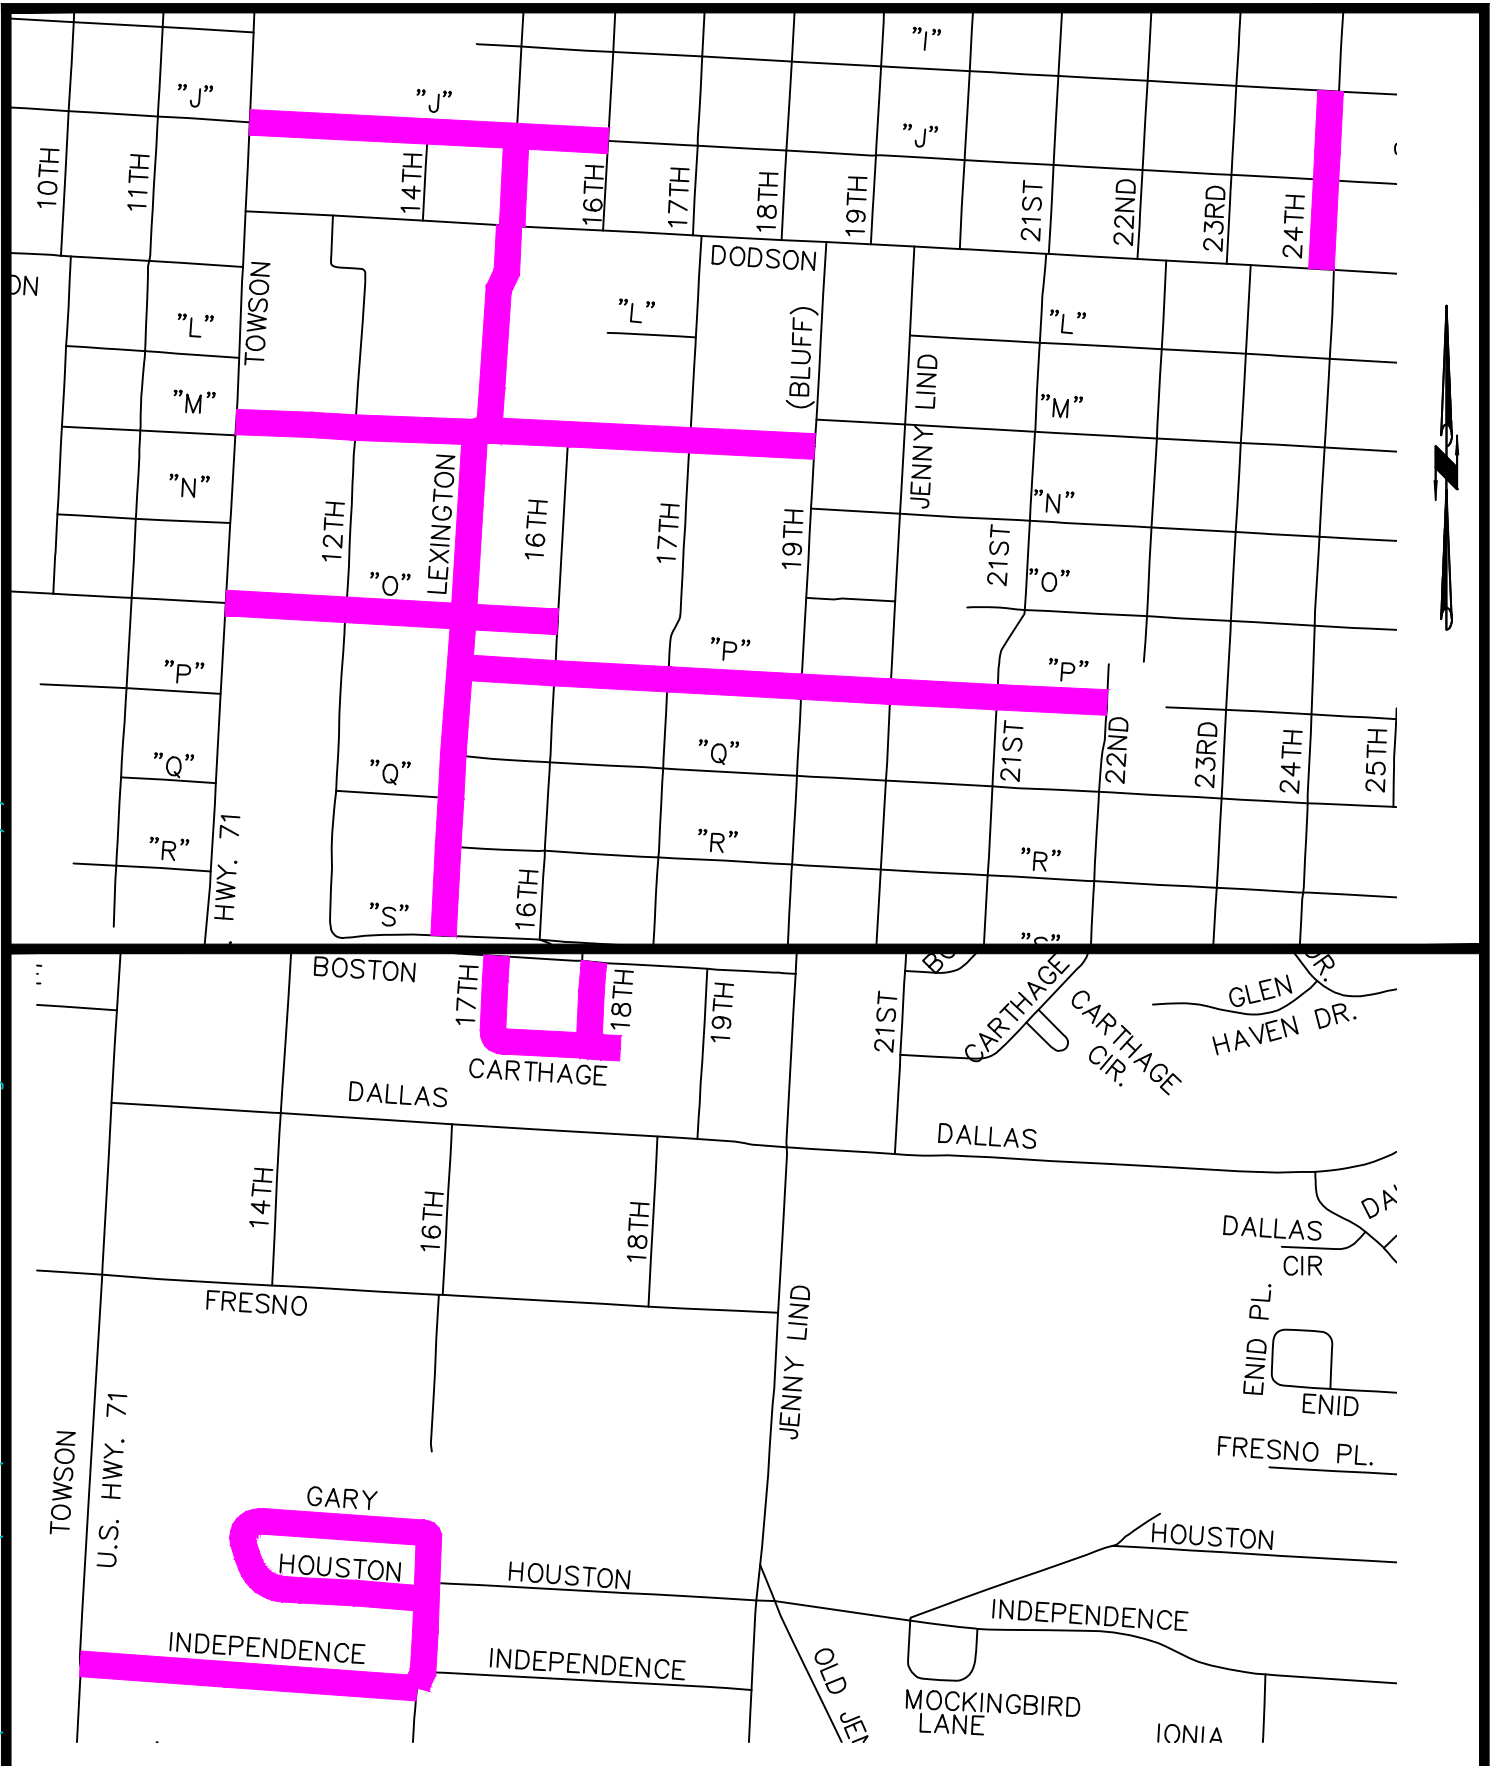 "I"
"J"
"J"
"J"
10TH
11TH
14TH
16TH
17TH
18TH
19TH
21ST
22ND
23RD
24TH
DODSON
TOWSON
"L"
"L"
"L"
(BLUFF)
JENNY LIND
"M"
"M"
"N"
"N"
12TH
LEXINGTON
16TH
17TH
19TH
21ST
"O"
"O"
"P"
"P"
"P"
"Q"
"Q"
"Q"
21ST
22ND
23RD
24TH
25TH
"R"
"R"
"R"
HWY. 71
"S"
16TH
BOSTON
17TH
18TH
19TH
21ST
CARTHAGE
CARTHAGE
CIR.
GLEN
HAVEN DR.
DR.
CARTHAGE
DALLAS
DALLAS
14TH
16TH
18TH
DALLAS
CIR
FRESNO
JENNY LIND
ENID PL.
ENID
FRESNO PL.
TOWSON
U.S. HWY. 71
GARY
HOUSTON
HOUSTON
HOUSTON
INDEPENDENCE
INDEPENDENCE
INDEPENDENCE
OLD JEN
MOCKINGBIRD
LANE
IONIA
N